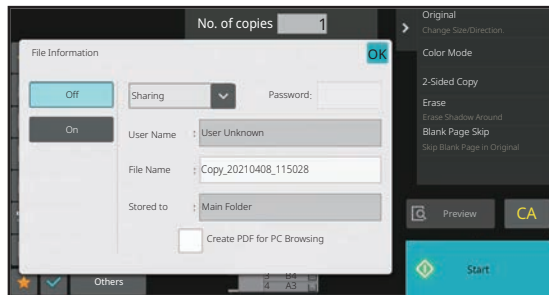 No. of copies 1
File Information
OK
Off
On
Sharing
Password:
User Name : User Unknown
File Name : Copy_20210408_115028
Stored to : Main Folder
Create PDF for PC Browsing
Original
Change Size/Direction.
Color Mode
2-Sided Copy
Erase
Erase Shadow Around
Blank Page Skip
Skip Blank Page in Original
Preview
CA
Start
Others
3 B4
4 A3